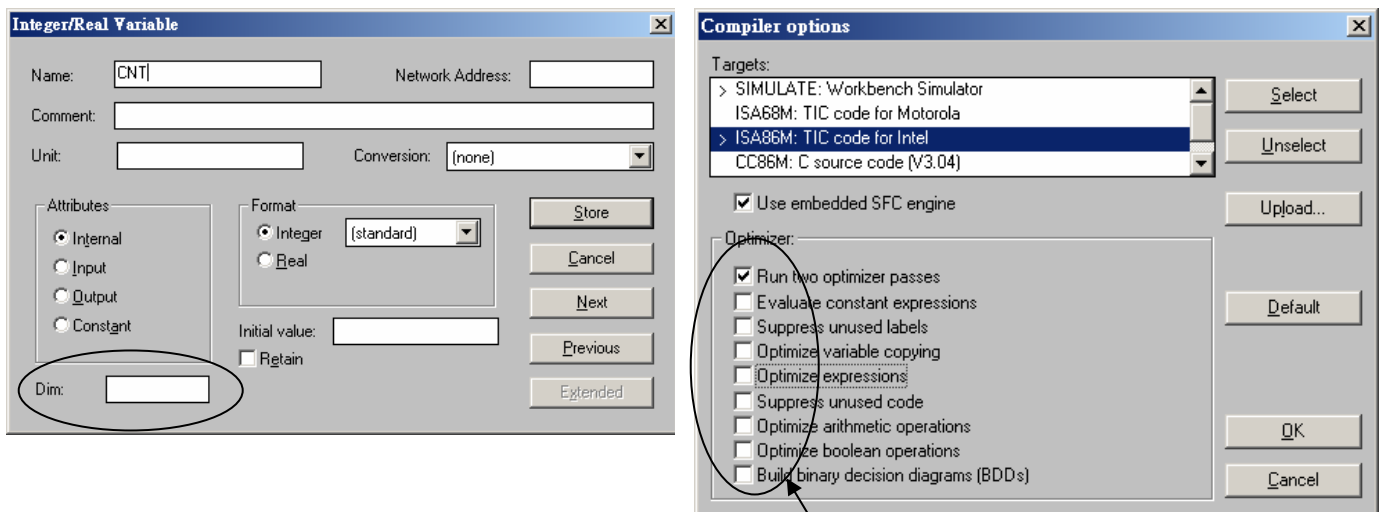 Integer/Real Variable
Name: CNT Network Address:
Comment:
Unit: Conversion: (none)
Attributes
Internal
Input
Output
Constant
Format
Integer (standard)
Real
Initial value:
Retain
Dim:
Store
Cancel
Next
Previous
Extended
Compiler options
Targets:
> SIMULATE: Workbench Simulator
ISA68M: TIC code for Motorola
> ISA86M: TIC code for Intel
CC86M: C source code (V3.04)
Use embedded SFC engine
Optimizer:
Run two optimizer passes
Evaluate constant expressions
Suppress unused labels
Optimize variable copying
Optimize expressions
Suppress unused code
Optimize arithmetic operations
Optimize boolean operations
Build binary decision diagrams (BDDs)
Select
Unselect
Upload...
Default
OK
Cancel